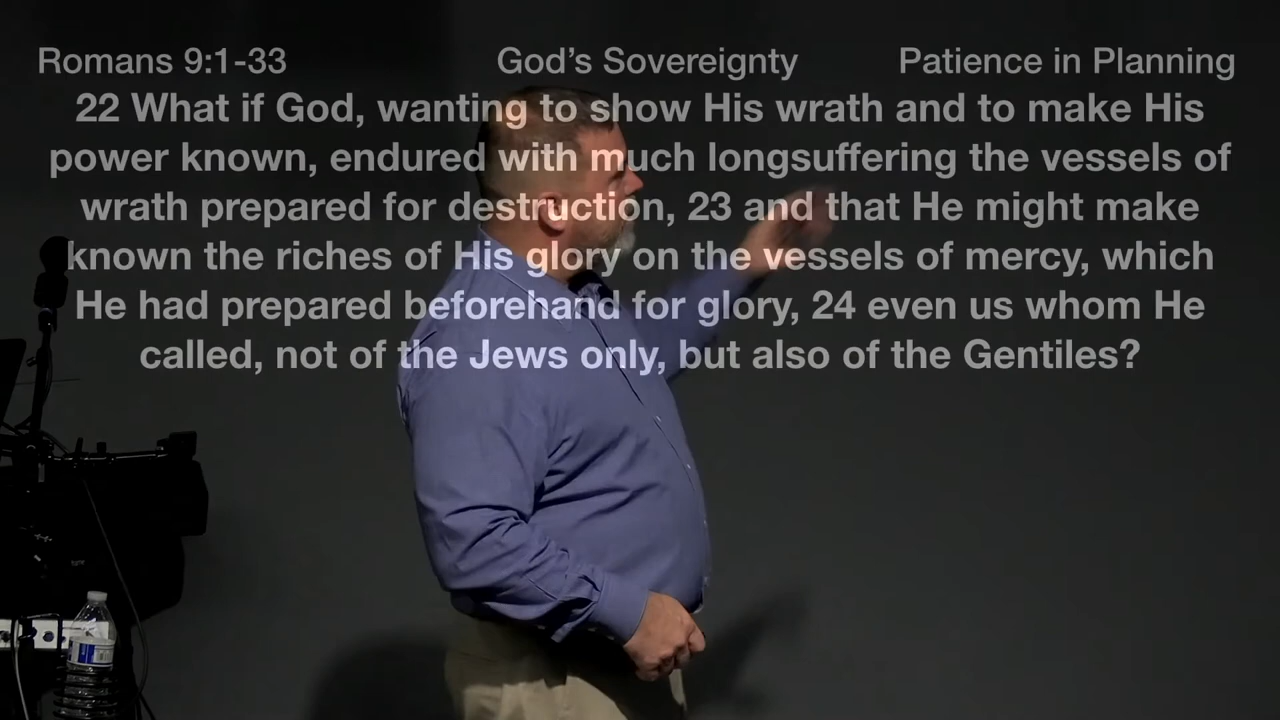 Romans 9:1-33 God’s Sovereignty Patience in Planning
22 What if God, wanting to show His wrath and to make His
power known, endured with much longsuffering the vessels of
wrath prepared for destruction, 23 and that He might make
known the riches of His glory on the vessels of mercy, which
He had prepared beforehand for glory, 24 even us whom He
called, not of the Jews only, but also of the Gentiles?